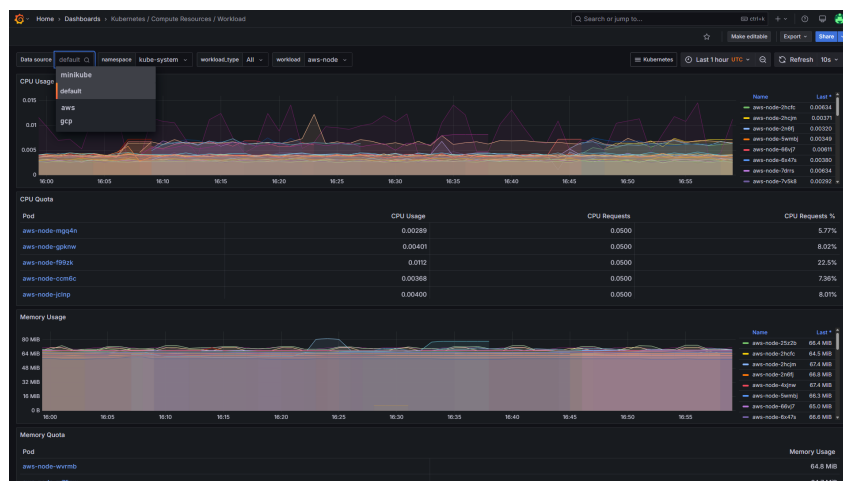 Home › Dashboards › Kubernetes / Compute Resources / Workload
Search or jump to...
ctrl+k
Make editable
Export
Share
Data source
default
namespace
kube-system
workload_type
All
workload
aws-node
Kubernetes
Last 1 hour UTC
Refresh
10s
minikube
default
aws
gcp
CPU Usage
0.015
0.01
0.005
0
16:00 16:05 16:10 16:15 16:20 16:25 16:30 16:35 16:40 16:45 16:50 16:55
Name Last *
aws-node-2hcfc 0.00634
aws-node-2hcjm 0.00371
aws-node-2n6fj 0.00320
aws-node-5wmbj 0.00349
aws-node-66vj7 0.00611
aws-node-6x47s 0.00380
aws-node-7drrs 0.00634
aws-node-7v5k8 0.00292
CPU Quota
Pod CPU Usage CPU Requests CPU Requests %
aws-node-mgq4n 0.00289 0.0500 5.77%
aws-node-gpknw 0.00401 0.0500 8.02%
aws-node-f99zk 0.0112 0.0500 22.5%
aws-node-ccm6c 0.00368 0.0500 7.36%
aws-node-jclnp 0.00400 0.0500 8.01%
Memory Usage
80 MiB
64 MiB
48 MiB
32 MiB
16 MiB
0 B
16:00 16:05 16:10 16:15 16:20 16:25 16:30 16:35 16:40 16:45 16:50 16:55
Name Last *
aws-node-25z2b 66.4 MiB
aws-node-2hcfc 64.5 MiB
aws-node-2hcjm 67.4 MiB
aws-node-2n6fj 66.8 MiB
aws-node-4xjnw 67.4 MiB
aws-node-5wmbj 66.3 MiB
aws-node-66vj7 65.0 MiB
aws-node-6x47s 66.6 MiB
Memory Quota
Pod Memory Usage
aws-node-wvrmb 64.8 MiB